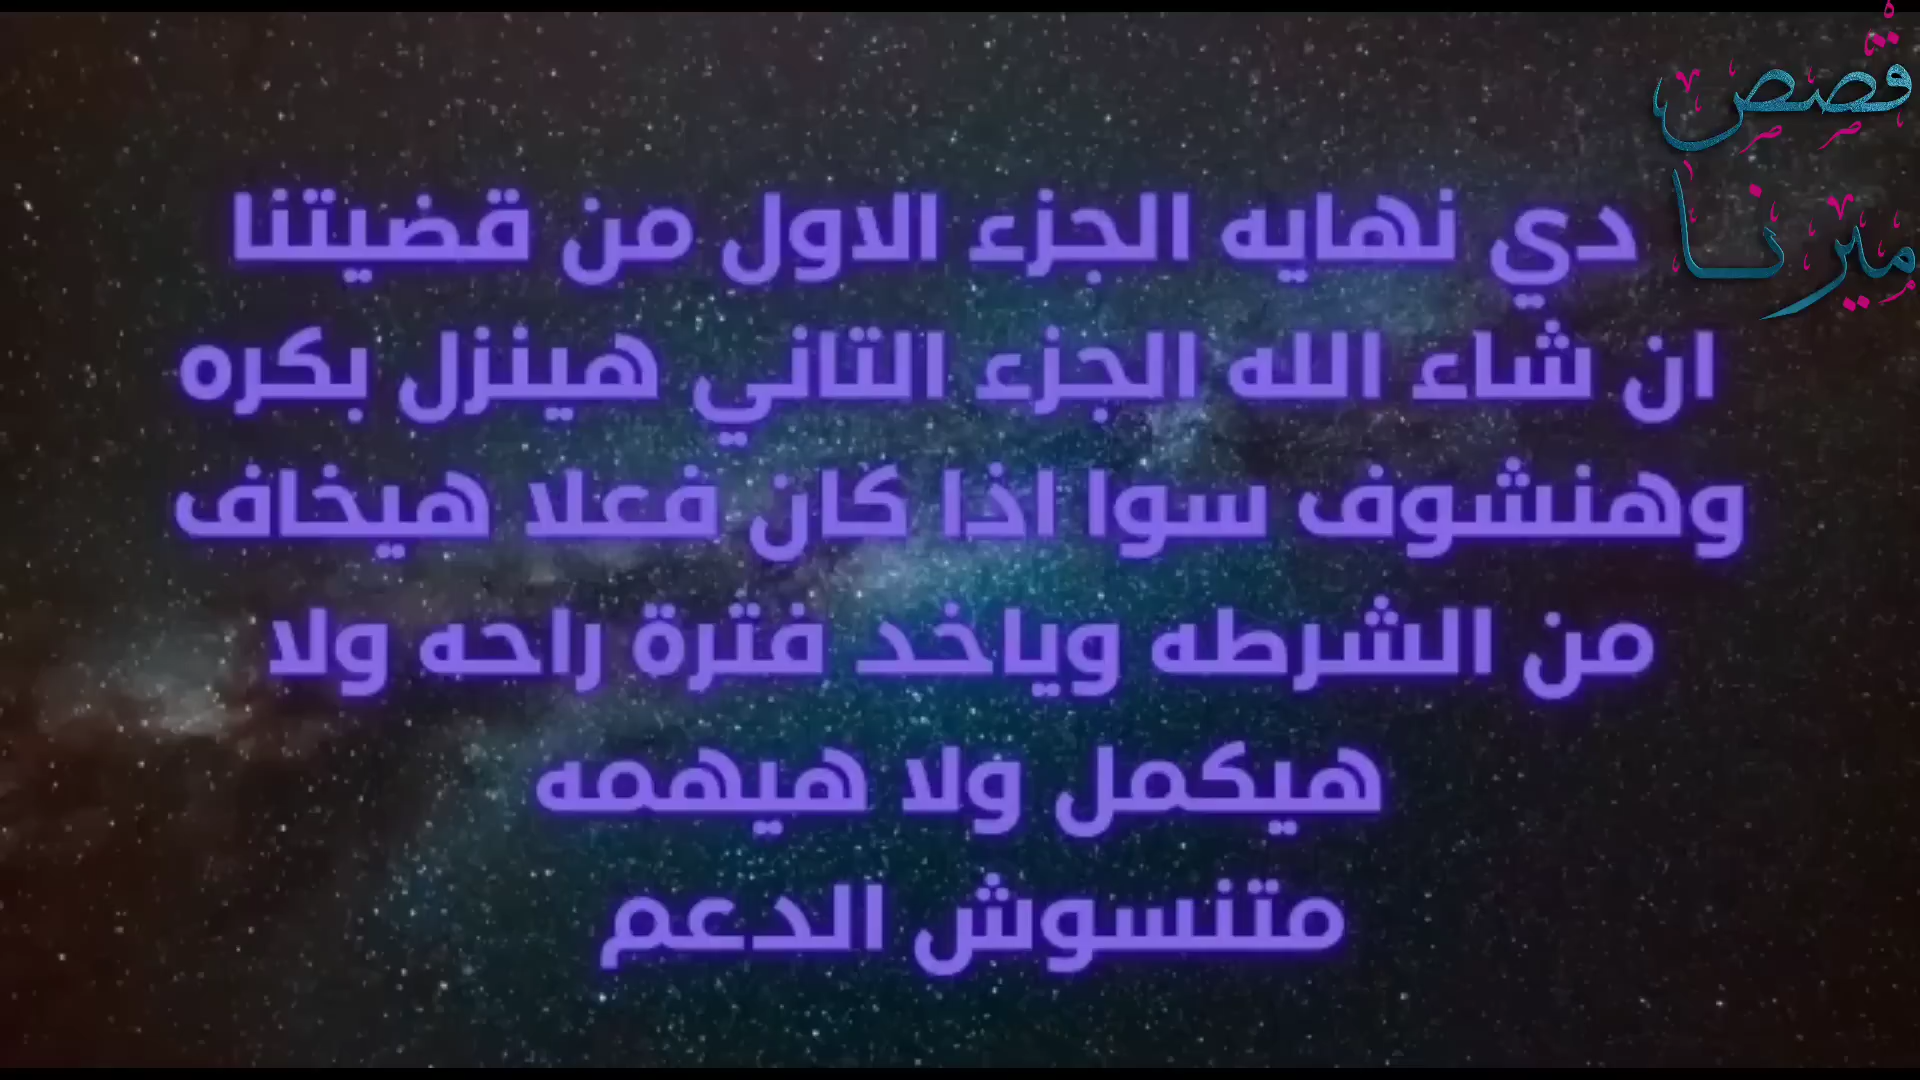 قصص
ميرنا
دي نهايه الجزء الاول من قضيتنا
ان شاء الله الجزء التاني هينزل بكره
وهنشوف سوا اذا كان فعلا هيخاف
من الشرطه وياخد فترة راحه ولا
هيكمل ولا هيهمه
متنسوش الدعم